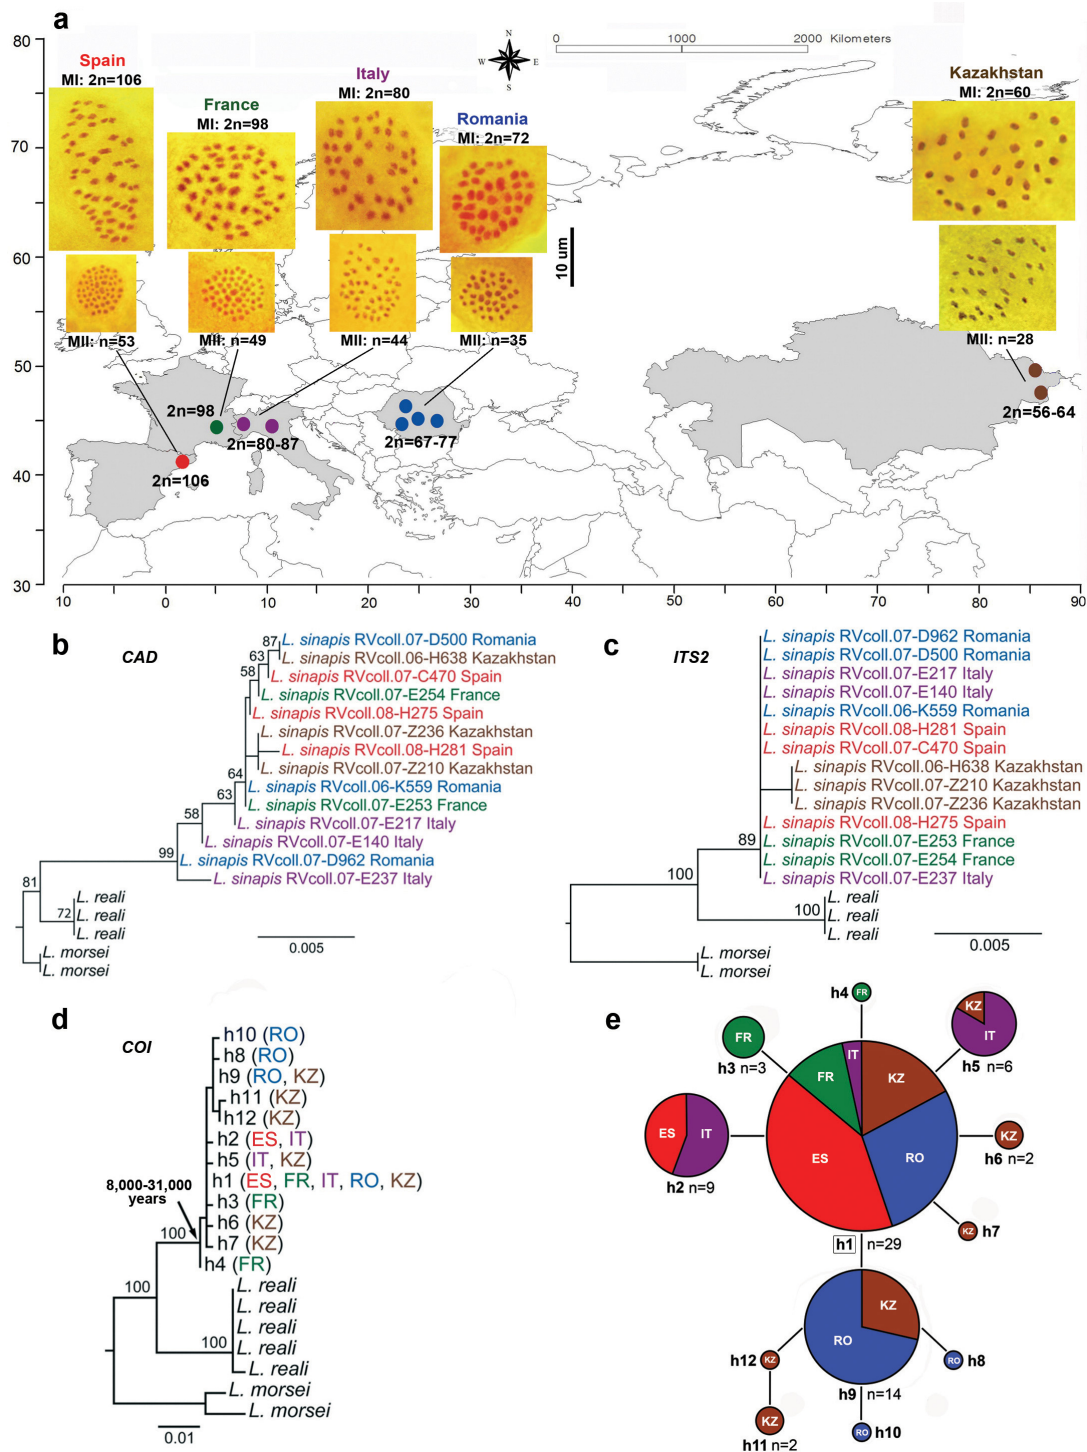 a
80
70
60
50
40
30
10
0
10
20
30
40
50
60
70
80
90
N
W
E
S
0
1000
2000 Kilometers
Spain
MI: 2n=106
France
MI: 2n=98
Italy
MI: 2n=80
Romania
MI: 2n=72
Kazakhstan
MI: 2n=60
10 um
MII: n=53
MII: n=49
MII: n=44
MII: n=35
MII: n=28
2n=98
2n=80-87
2n=67-77
2n=56-64
2n=106
b
CAD
87
63
58
64
63
58
99
81
72
L. sinapis RVcoll.07-D500 Romania
L. sinapis RVcoll.06-H638 Kazakhstan
L. sinapis RVcoll.07-C470 Spain
L. sinapis RVcoll.07-E254 France
L. sinapis RVcoll.08-H275 Spain
L. sinapis RVcoll.07-Z236 Kazakhstan
L. sinapis RVcoll.08-H281 Spain
L. sinapis RVcoll.07-Z210 Kazakhstan
L. sinapis RVcoll.06-K559 Romania
L. sinapis RVcoll.07-E253 France
L. sinapis RVcoll.07-E217 Italy
L. sinapis RVcoll.07-E140 Italy
L. sinapis RVcoll.07-D962 Romania
L. sinapis RVcoll.07-E237 Italy
L. reali
L. reali
L. reali
L. morsei
L. morsei
0.005
c
ITS2
L. sinapis RVcoll.07-D962 Romania
L. sinapis RVcoll.07-D500 Romania
L. sinapis RVcoll.07-E217 Italy
L. sinapis RVcoll.07-E140 Italy
L. sinapis RVcoll.06-K559 Romania
L. sinapis RVcoll.08-H281 Spain
L. sinapis RVcoll.07-C470 Spain
L. sinapis RVcoll.06-H638 Kazakhstan
L. sinapis RVcoll.07-Z210 Kazakhstan
L. sinapis RVcoll.07-Z236 Kazakhstan
L. sinapis RVcoll.08-H275 Spain
L. sinapis RVcoll.07-E253 France
L. sinapis RVcoll.07-E254 France
L. sinapis RVcoll.07-E237 Italy
89
100
100
L. reali
L. reali
L. reali
L. morsei
L. morsei
0.005
d
COI
h10 (RO)
h8 (RO)
h9 (RO, KZ)
h11 (KZ)
h12 (KZ)
h2 (ES, IT)
h5 (IT, KZ)
h1 (ES, FR, IT, RO, KZ)
h3 (FR)
h6 (KZ)
h7 (KZ)
h4 (FR)
8,000-31,000
years
100
100
100
L. reali
L. reali
L. reali
L. reali
L. reali
L. morsei
L. morsei
0.01
e
h4
FR
FR
h3 n=3
KZ
IT
h5 n=6
FR
IT
KZ
RO
ES
ES
IT
h2 n=9
KZ
h6 n=2
KZ
h7
h1 n=29
KZ
RO
h9 n=14
h12
KZ
RO
h8
KZ
h11 n=2
RO
h10